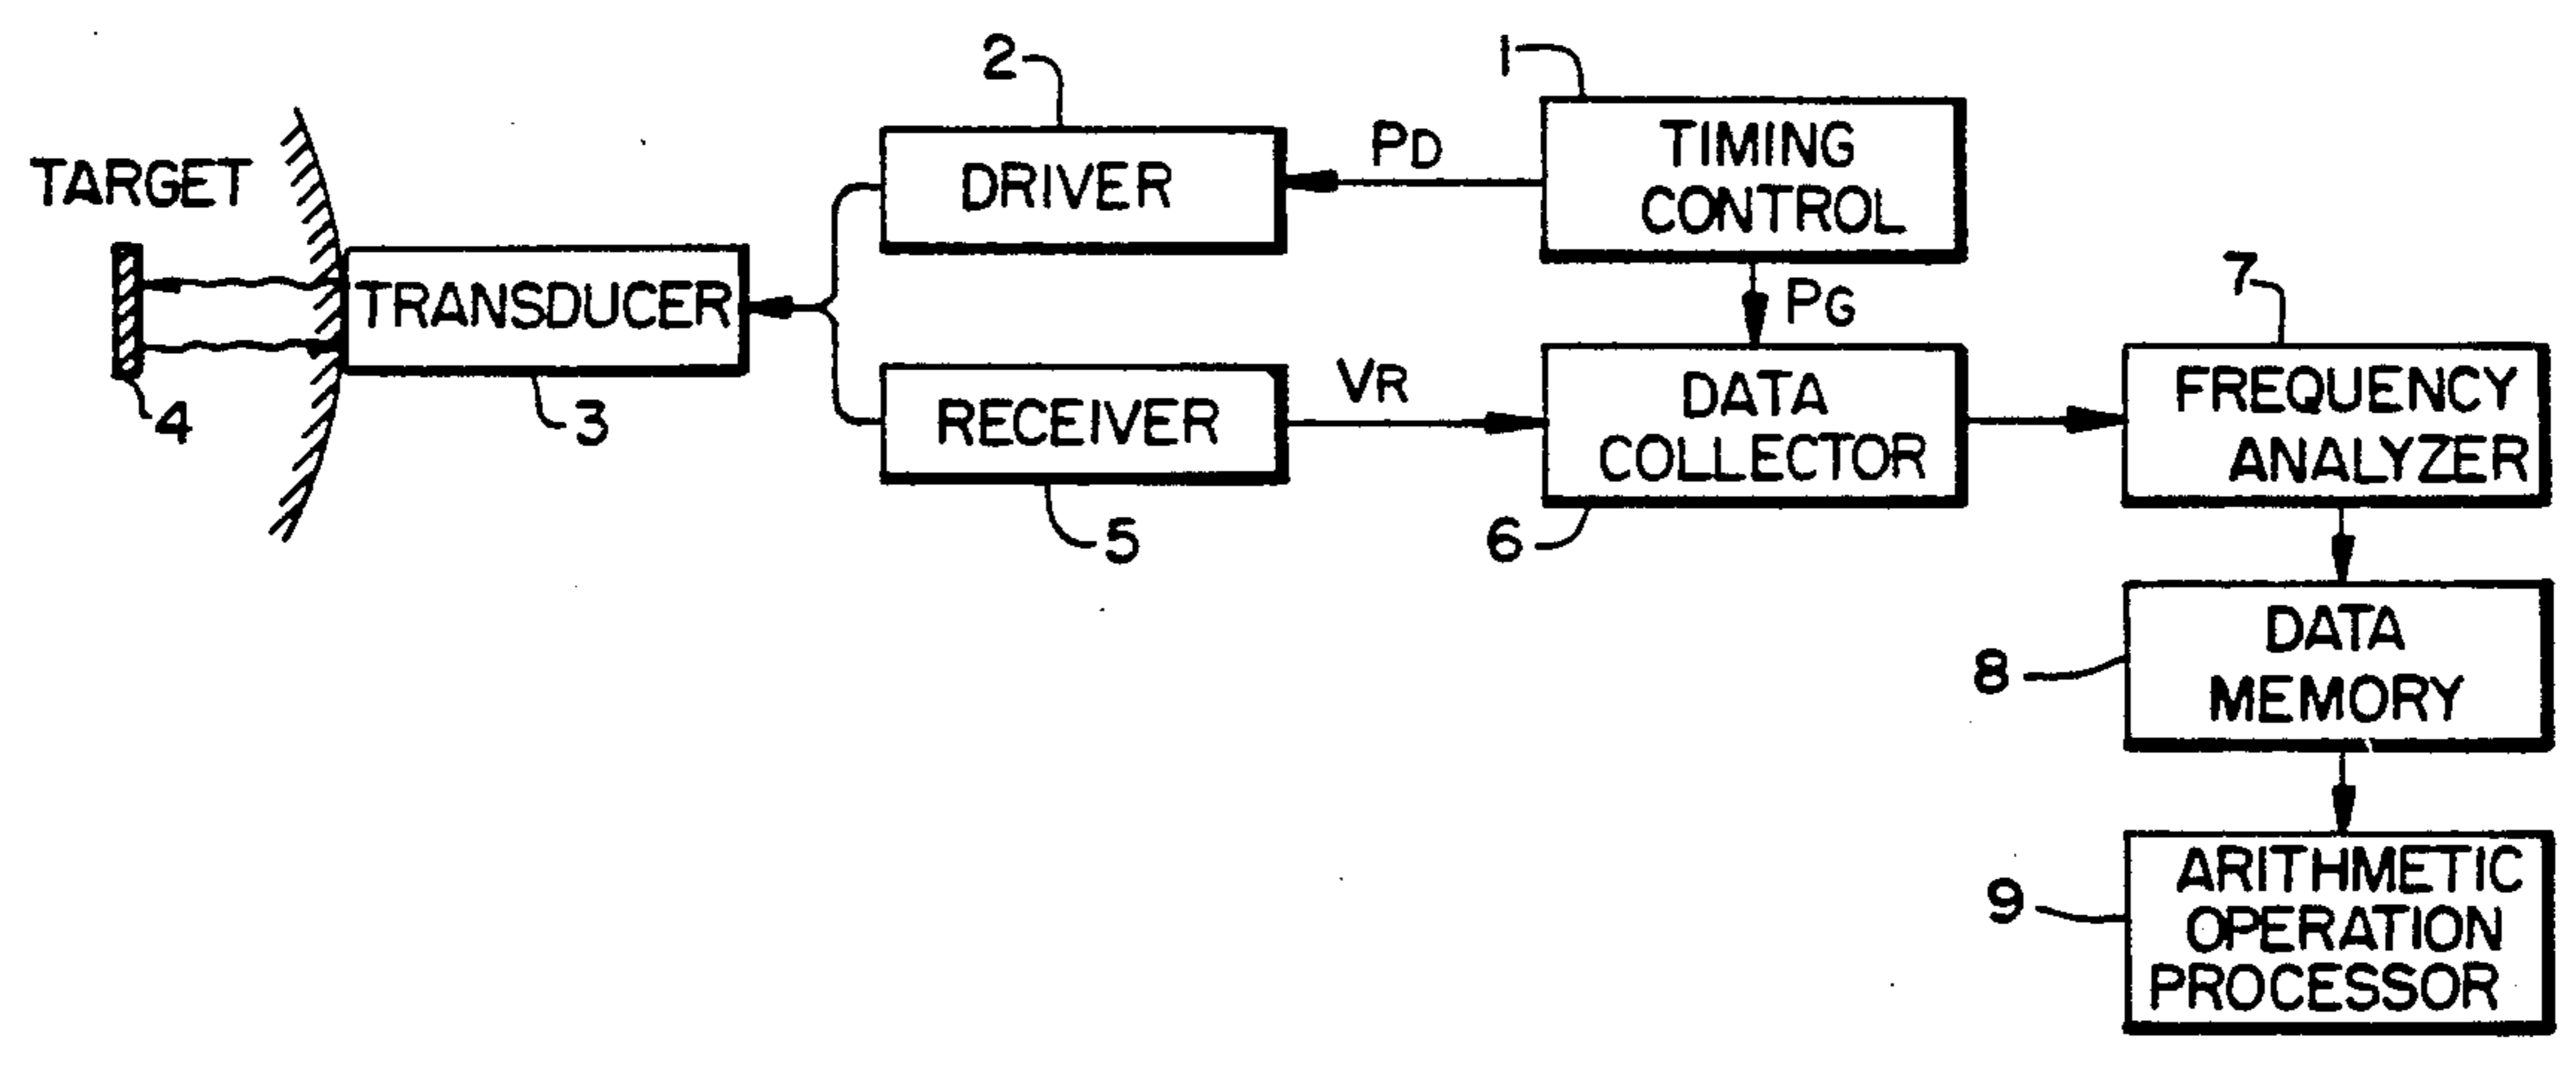 2
1
TARGET
DRIVER
PD
TIMING
CONTROL
TRANSDUCER
PG
7
4
3
RECEIVER
VR
DATA
COLLECTOR
FREQUENCY
ANALYZER
5
6
8
DATA
MEMORY
9
ARITHMETIC
OPERATION
PROCESSOR